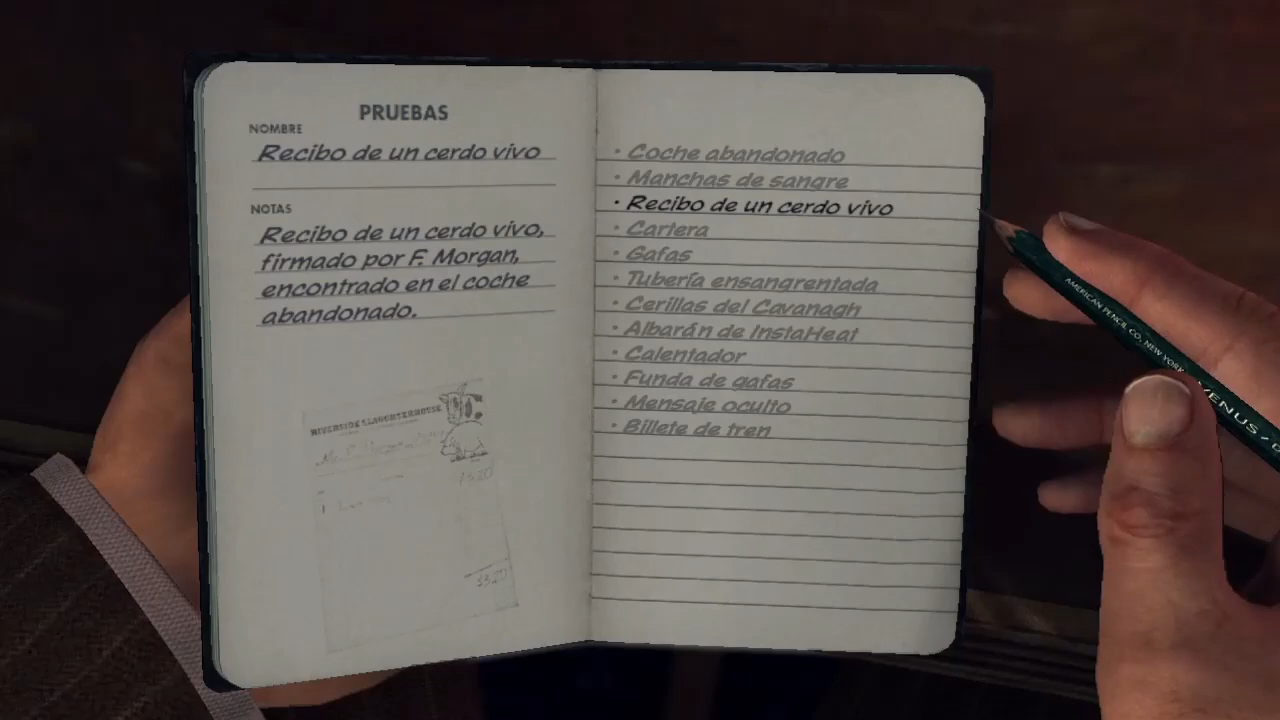 PRUEBAS
NOMBRE
Recibo de un cerdo vivo
NOTAS
Recibo de un cerdo vivo,
firmado por F. Morgan,
encontrado en el coche
abandonado.
RIVERSIDE SLAUGHTERHOUSE
• Coche abandonado
• Manchas de sangre
• Recibo de un cerdo vivo
• Cartera
• Gafas
• Tubería ensangrentada
• Cerillas del Cavanagh
• Albarán de InstaHeat
• Calentador
• Funda de gafas
• Mensaje oculto
• Billete de tren
AMERICAN PENCIL CO, NEW YORK VENUS